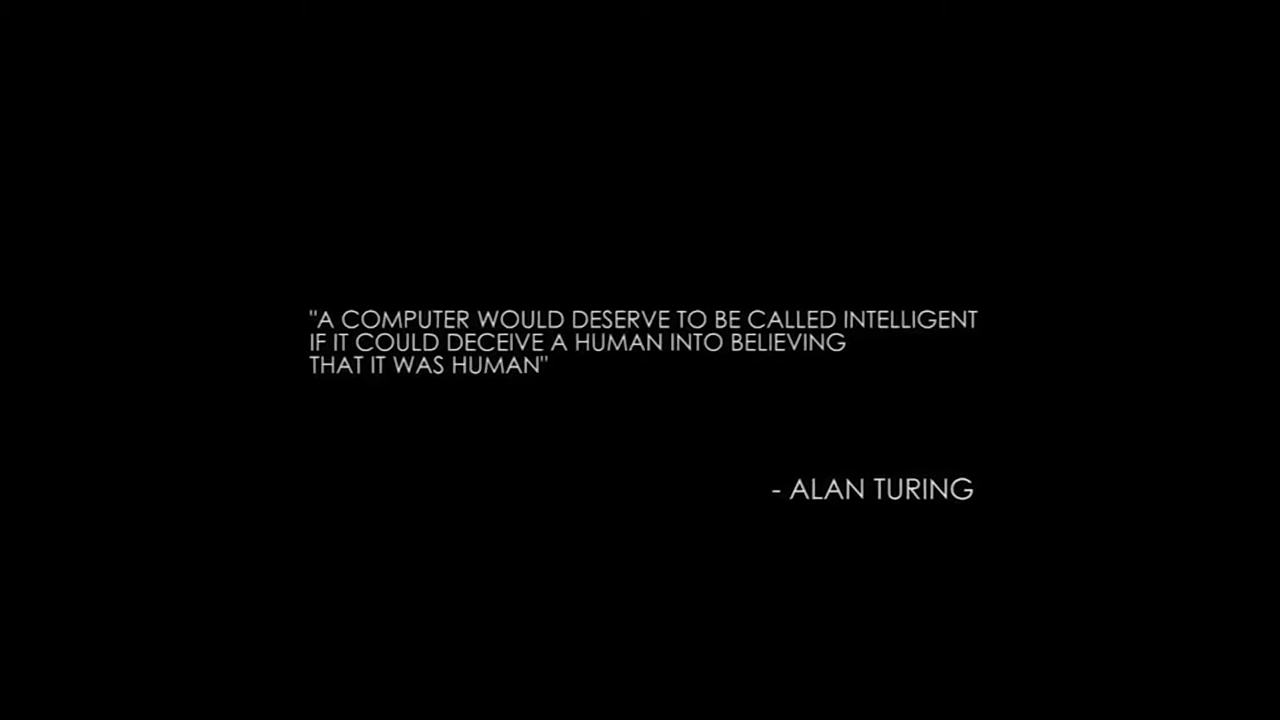 "A COMPUTER WOULD DESERVE TO BE CALLED INTELLIGENT
IF IT COULD DECEIVE A HUMAN INTO BELIEVING
THAT IT WAS HUMAN"
- ALAN TURING